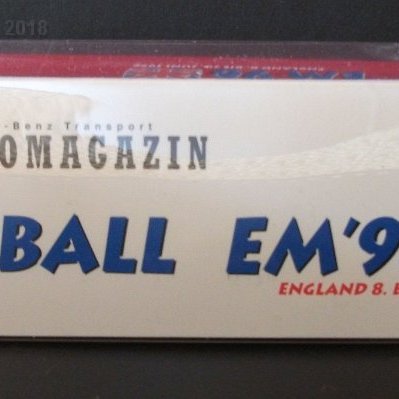 2018
-Benz Transport
OMAGAZIN
BALL EM'9
ENGLAND 8. B